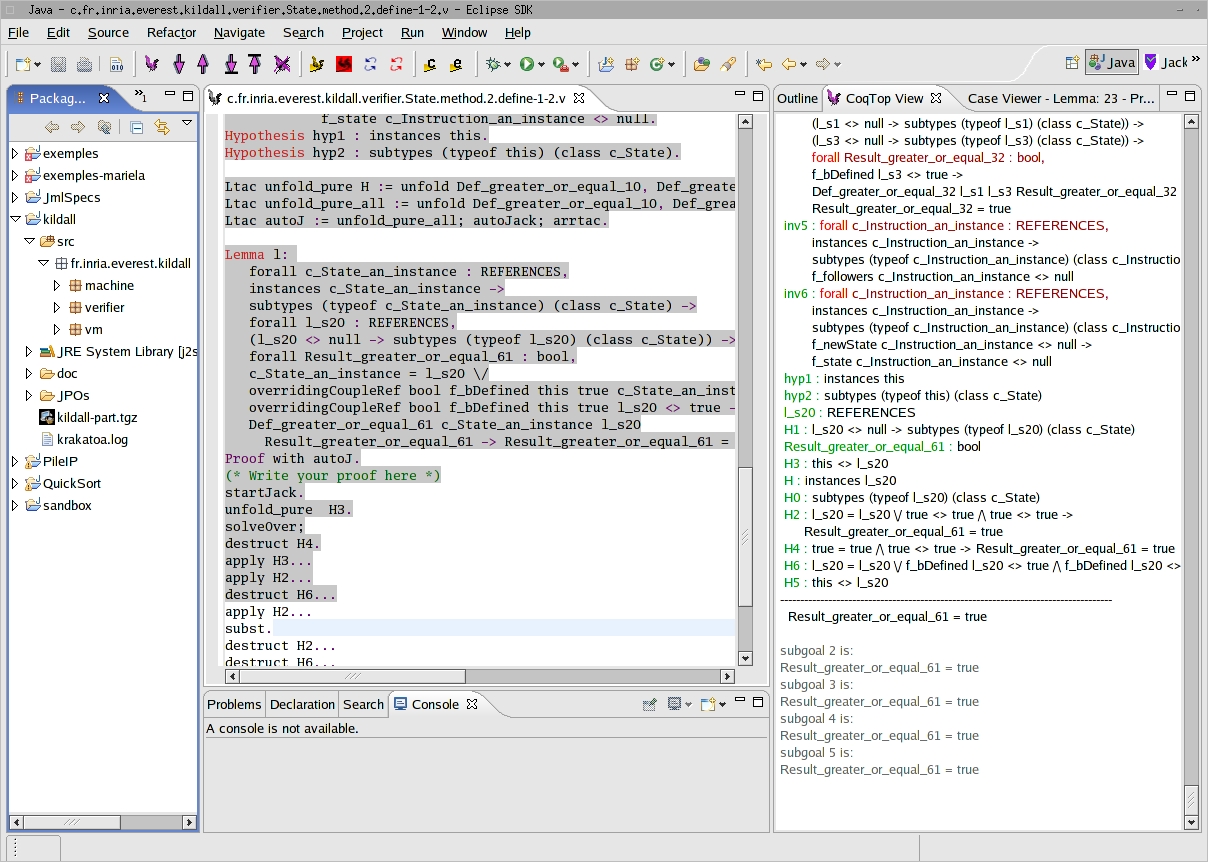 Java - c.fr.inria.everest.kildall.verifier.State.method.2.define-1-2.v - Eclipse SDK
File Edit Source Refactor Navigate Search Project Run Window Help
Java Jack »
Packag... »1
exemples
exemples-mariela
JmlSpecs
kildall
src
fr.inria.everest.kildall
machine
verifier
vm
JRE System Library [j2s
doc
JPOs
kildall-part.tgz
krakatoa.log
PileIP
QuickSort
sandbox
c.fr.inria.everest.kildall.verifier.State.method.2.define-1-2.v
f_state c_Instruction_an_instance <> null.
Hypothesis hyp1 : instances this.
Hypothesis hyp2 : subtypes (typeof this) (class c_State).
Ltac unfold_pure H := unfold Def_greater_or_equal_10, Def_greate
Ltac unfold_pure_all := unfold Def_greater_or_equal_10, Def_grea
Ltac autoJ := unfold_pure_all; autoJack; arrtac.
Lemma l:
forall c_State_an_instance : REFERENCES,
instances c_State_an_instance ->
subtypes (typeof c_State_an_instance) (class c_State) ->
forall l_s20 : REFERENCES,
(l_s20 <> null -> subtypes (typeof l_s20) (class c_State)) ->
forall Result_greater_or_equal_61 : bool,
c_State_an_instance = l_s20 \/
overridingCoupleRef bool f_bDefined this true c_State_an_inst
overridingCoupleRef bool f_bDefined this true l_s20 <> true -
Def_greater_or_equal_61 c_State_an_instance l_s20
Result_greater_or_equal_61 -> Result_greater_or_equal_61 =
Proof with autoJ.
(* Write your proof here *)
startJack.
unfold_pure  H3.
solveOver;
destruct H4.
apply H3...
apply H2...
destruct H6...
apply H2...
subst.
destruct H2...
destruct H6...
Problems Declaration Search Console
A console is not available.
Outline CoqTop View Case Viewer - Lemma: 23 - Pr...
(l_s1 <> null -> subtypes (typeof l_s1) (class c_State)) ->
(l_s3 <> null -> subtypes (typeof l_s3) (class c_State)) ->
forall Result_greater_or_equal_32 : bool,
f_bDefined l_s3 <> true ->
Def_greater_or_equal_32 l_s1 l_s3 Result_greater_or_equal_32
Result_greater_or_equal_32 = true
inv5 : forall c_Instruction_an_instance : REFERENCES,
instances c_Instruction_an_instance ->
subtypes (typeof c_Instruction_an_instance) (class c_Instructio
f_followers c_Instruction_an_instance <> null
inv6 : forall c_Instruction_an_instance : REFERENCES,
instances c_Instruction_an_instance ->
subtypes (typeof c_Instruction_an_instance) (class c_Instructio
f_newState c_Instruction_an_instance <> null ->
f_state c_Instruction_an_instance <> null
hyp1 : instances this
hyp2 : subtypes (typeof this) (class c_State)
l_s20 : REFERENCES
H1 : l_s20 <> null -> subtypes (typeof l_s20) (class c_State)
Result_greater_or_equal_61 : bool
H3 : this <> l_s20
H : instances l_s20
H0 : subtypes (typeof l_s20) (class c_State)
H2 : l_s20 = l_s20 \/ true <> true /\ true <> true ->
Result_greater_or_equal_61 = true
H4 : true = true /\ true <> true -> Result_greater_or_equal_61 = true
H6 : l_s20 = l_s20 \/ f_bDefined l_s20 <> true /\ f_bDefined l_s20 <>
H5 : this <> l_s20
-----------------------------------------------------------------------------------
Result_greater_or_equal_61 = true
subgoal 2 is:
Result_greater_or_equal_61 = true
subgoal 3 is:
Result_greater_or_equal_61 = true
subgoal 4 is:
Result_greater_or_equal_61 = true
subgoal 5 is:
Result_greater_or_equal_61 = true